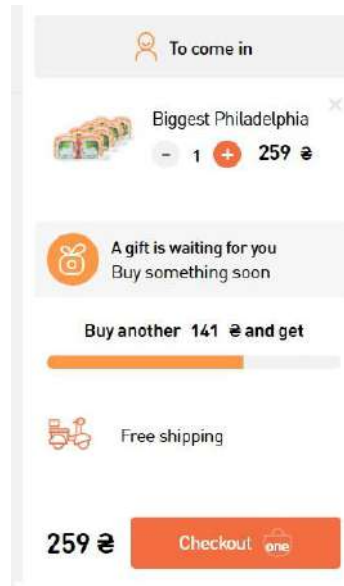 To come in
Biggest Philadelphia
- 1 + 259 ₴
A gift is waiting for you
Buy something soon
Buy another 141 ₴ and get
Free shipping
259 ₴
Checkout one